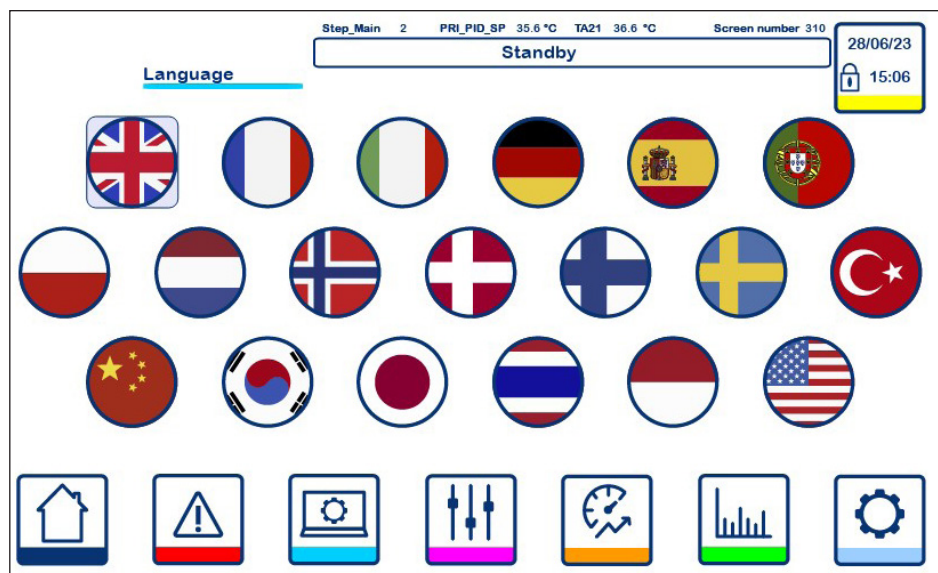 Step_Main 2 PRI_PID_SP 35.6 °C TA21 36.6 °C Screen number 310
Standby
28/06/23
15:06
Language